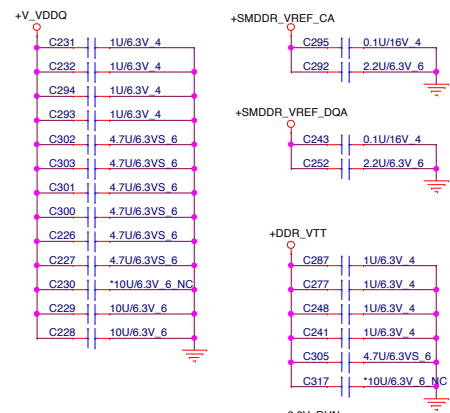 +V_VDDQ
C231 1U/6.3V_4
C232 1U/6.3V_4
C294 1U/6.3V_4
C293 1U/6.3V_4
C302 4.7U/6.3VS_6
C303 4.7U/6.3VS_6
C301 4.7U/6.3VS_6
C300 4.7U/6.3VS_6
C226 4.7U/6.3VS_6
C227 4.7U/6.3VS_6
C230 *10U/6.3V_6_NC
C229 10U/6.3V_6
C228 10U/6.3V_6
+SMDDR_VREF_CA
C295 0.1U/16V_4
C292 2.2U/6.3V_6
+SMDDR_VREF_DQA
C243 0.1U/16V_4
C252 2.2U/6.3V_6
+DDR_VTT
C287 1U/6.3V_4
C277 1U/6.3V_4
C248 1U/6.3V_4
C241 1U/6.3V_4
C305 4.7U/6.3VS_6
C317 *10U/6.3V_6_NC